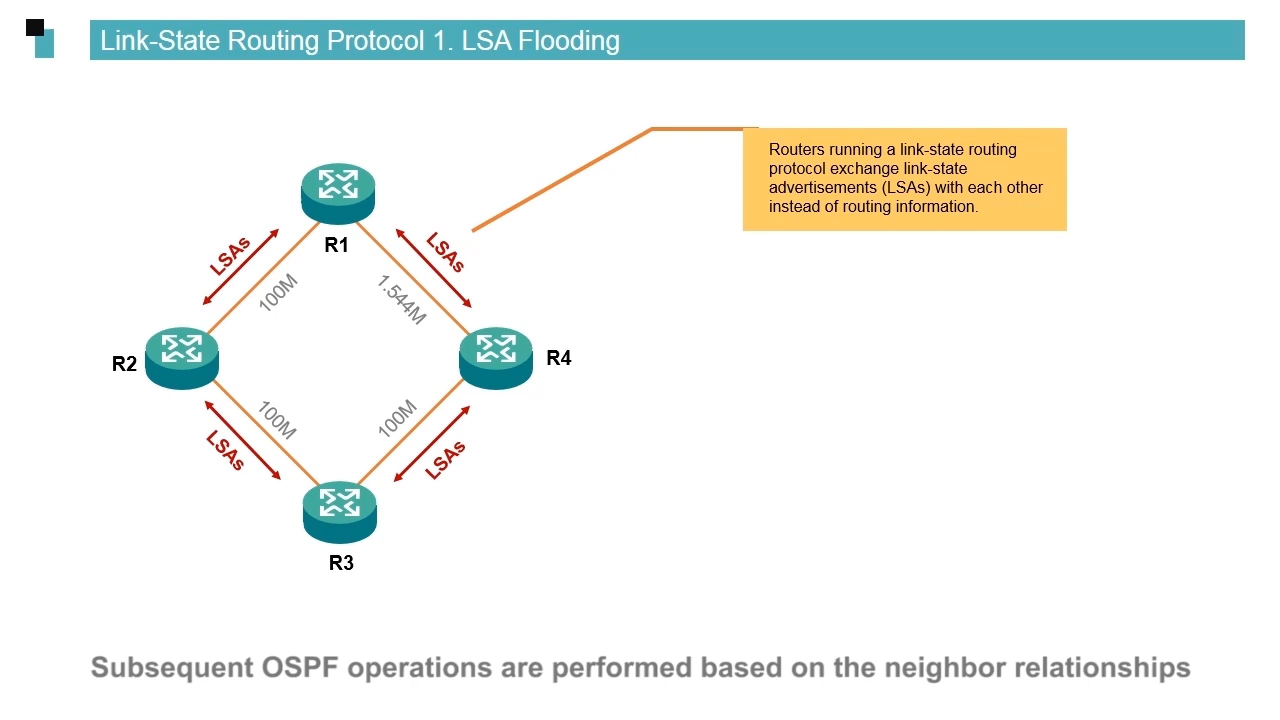 Link-State Routing Protocol 1. LSA Flooding
Routers running a link-state routing
protocol exchange link-state
advertisements (LSAs) with each other
instead of routing information.
R1
LSAs
LSAs
100M
1.544M
R2
R4
100M
100M
LSAs
LSAs
R3
Subsequent OSPF operations are performed based on the neighbor relationships